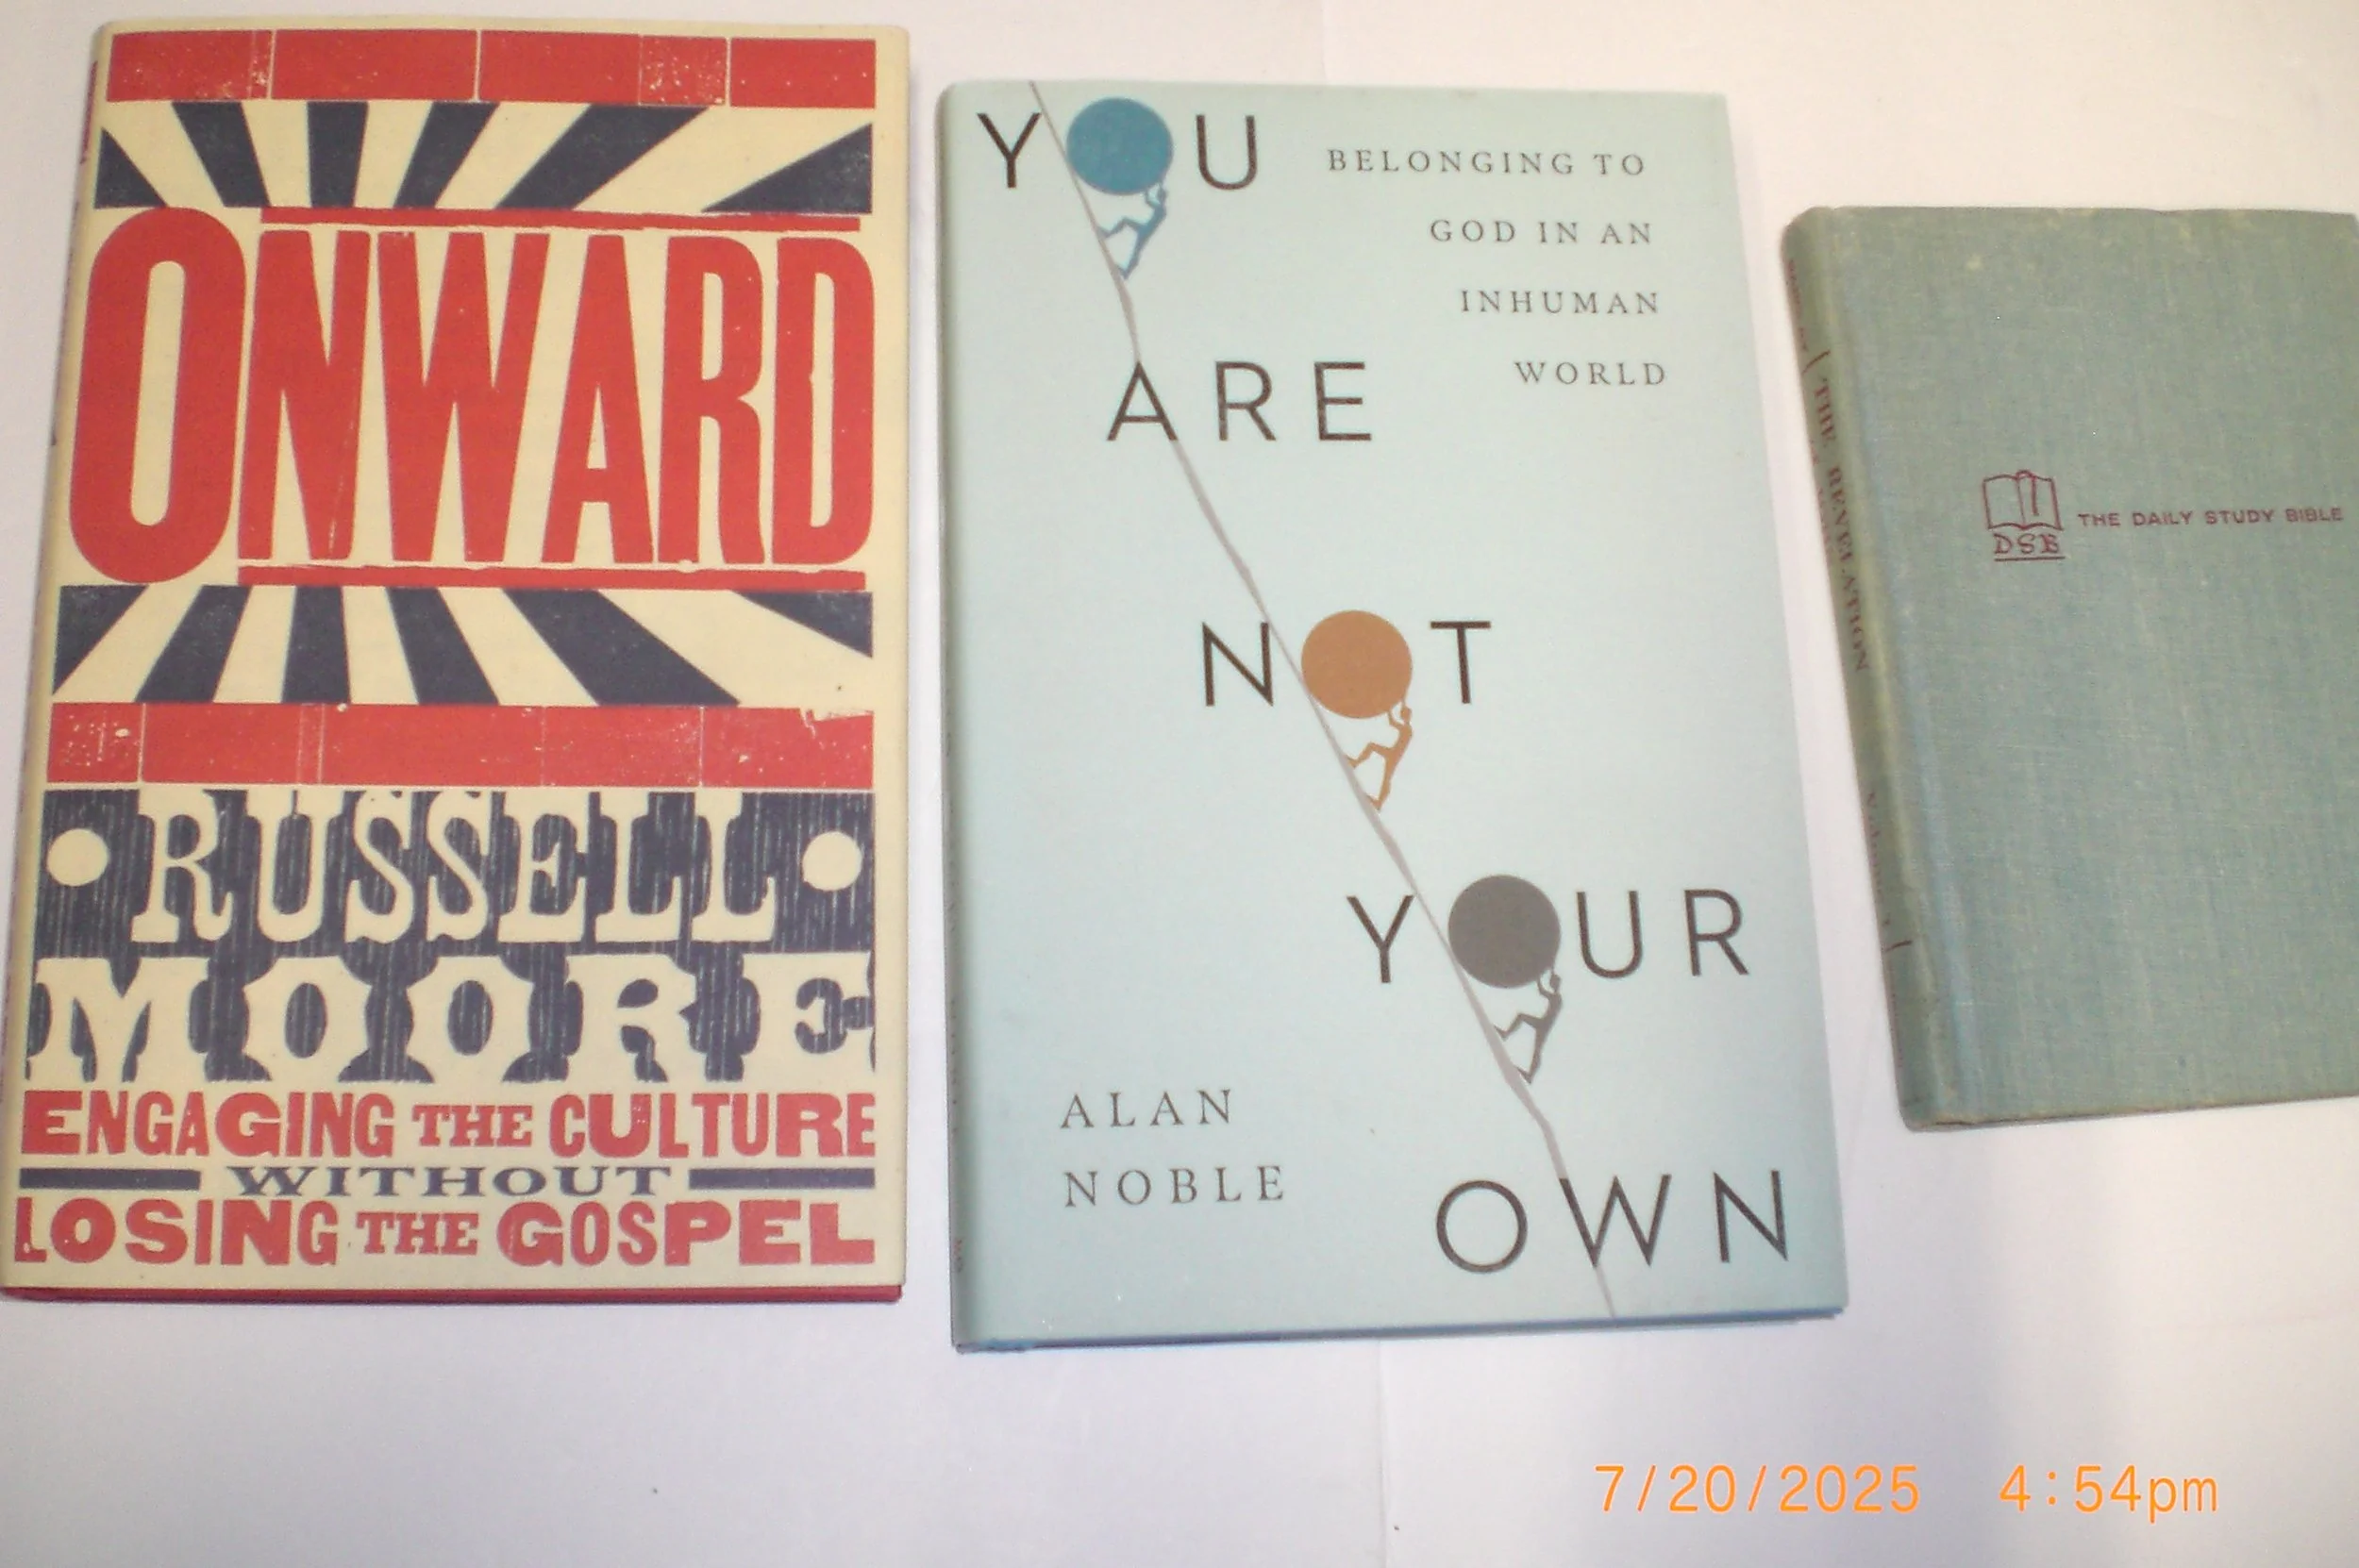 ONWARD
RUSSELL
MOORE
ENGAGING THE CULTURE
WITHOUT
LOSING THE GOSPEL
YOU
BELONGING TO
GOD IN AN
INHUMAN
WORLD
ARE
NOT
YOUR
OWN
ALAN
NOBLE
THE REVELATION
DSB
THE DAILY STUDY BIBLE
7/20/2025 4:54pm